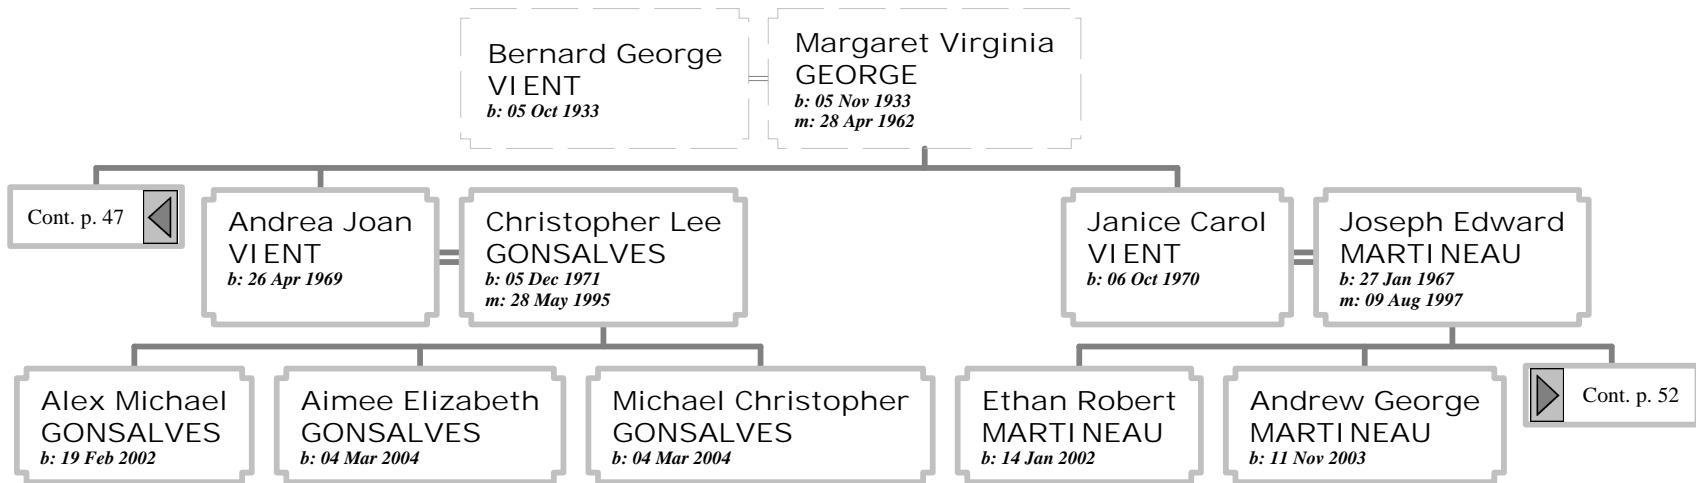 Bernard George
VIENT
b: 05 Oct 1933
Margaret Virginia
GEORGE
b: 05 Nov 1933
m: 28 Apr 1962
Cont. p. 47
Andrea Joan
VIENT
b: 26 Apr 1969
Christopher Lee
GONSALVES
b: 05 Dec 1971
m: 28 May 1995
Janice Carol
VIENT
b: 06 Oct 1970
Joseph Edward
MARTINEAU
b: 27 Jan 1967
m: 09 Aug 1997
Alex Michael
GONSALVES
b: 19 Feb 2002
Aimee Elizabeth
GONSALVES
b: 04 Mar 2004
Michael Christopher
GONSALVES
b: 04 Mar 2004
Ethan Robert
MARTINEAU
b: 14 Jan 2002
Andrew George
MARTINEAU
b: 11 Nov 2003
Cont. p. 52